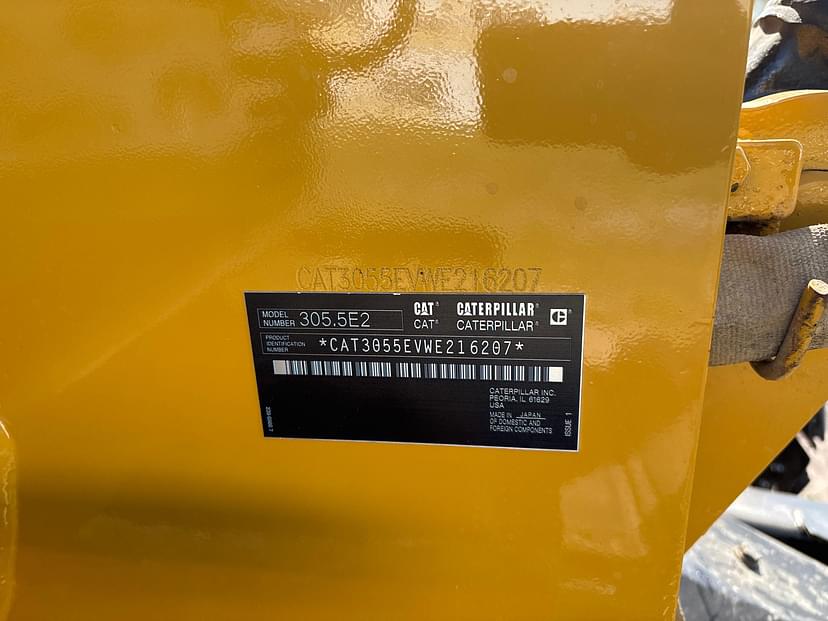 CAT3055EVWE216207
MODEL NUMBER 305.5E2
CAT® CATERPILLAR®
CAT® CATERPILLAR®
PRODUCT IDENTIFICATION NUMBER *CAT3055EVWE216207*
CATERPILLAR INC.
PEORIA, IL 61629
USA
MADE IN JAPAN
OF DOMESTIC AND
FOREIGN COMPONENTS
ISSUE 1